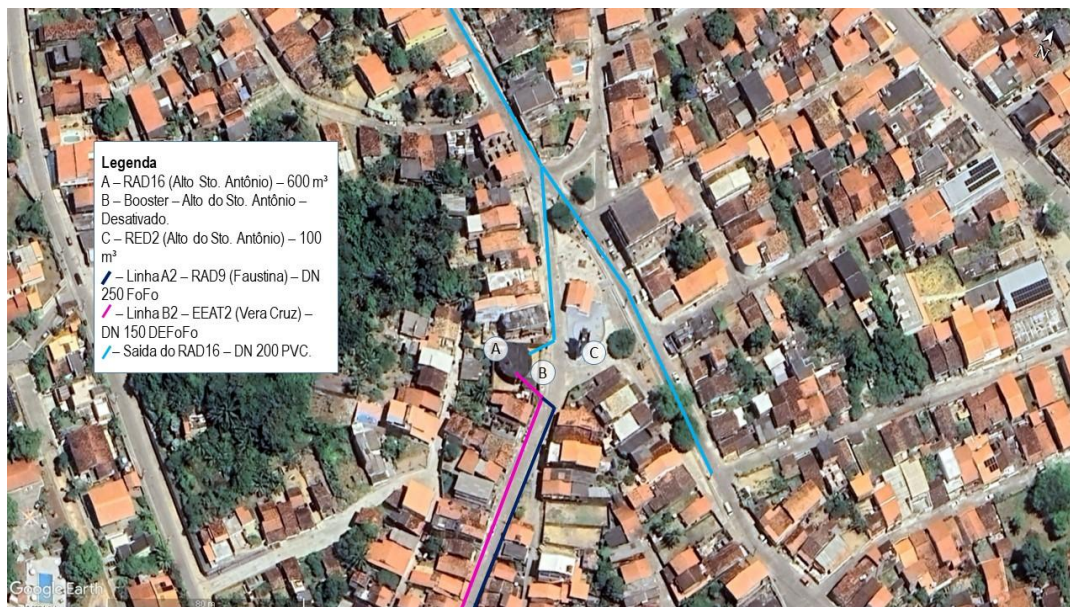 N
Legenda
A – RAD16 (Alto Sto. Antônio) – 600 m³
B – Booster – Alto do Sto. Antônio –
Desativado.
C – RED2 (Alto do Sto. Antônio) – 100
m³
– Linha A2 – RAD9 (Faustina) – DN
250 FoFo
– Linha B2 – EEAT2 (Vera Cruz) –
DN 150 DEFoFo
– Saída do RAD16 – DN 200 PVC.
A
B
C
Google Earth
80 m